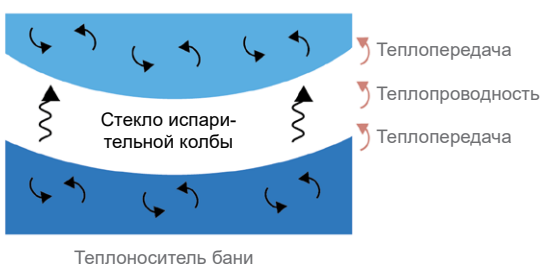 Теплопередача
Теплопроводность
Стекло испари-
тельной колбы
Теплопередача
Теплоноситель бани